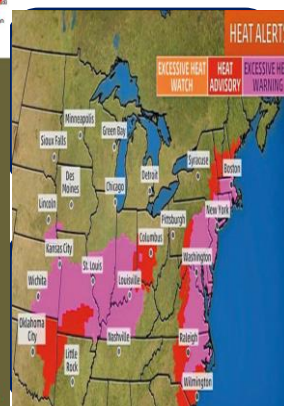 HEAT ALERTS
EXCESSIVE HEAT
WATCH
HEAT
ADVISORY
EXCESSIVE HE
WARNING
Minneapolis
Green Bay
Sioux Falls
Syracuse
Boston
Des
Moines
Detroit
Chicago
Lincoln
New York
Pittsburgh
Columbus
Kansas City
Washington
St. Louis
Wichita
Louisville
Oklahoma
City
Raleigh
Nashville
Little
Rock
Wilmington